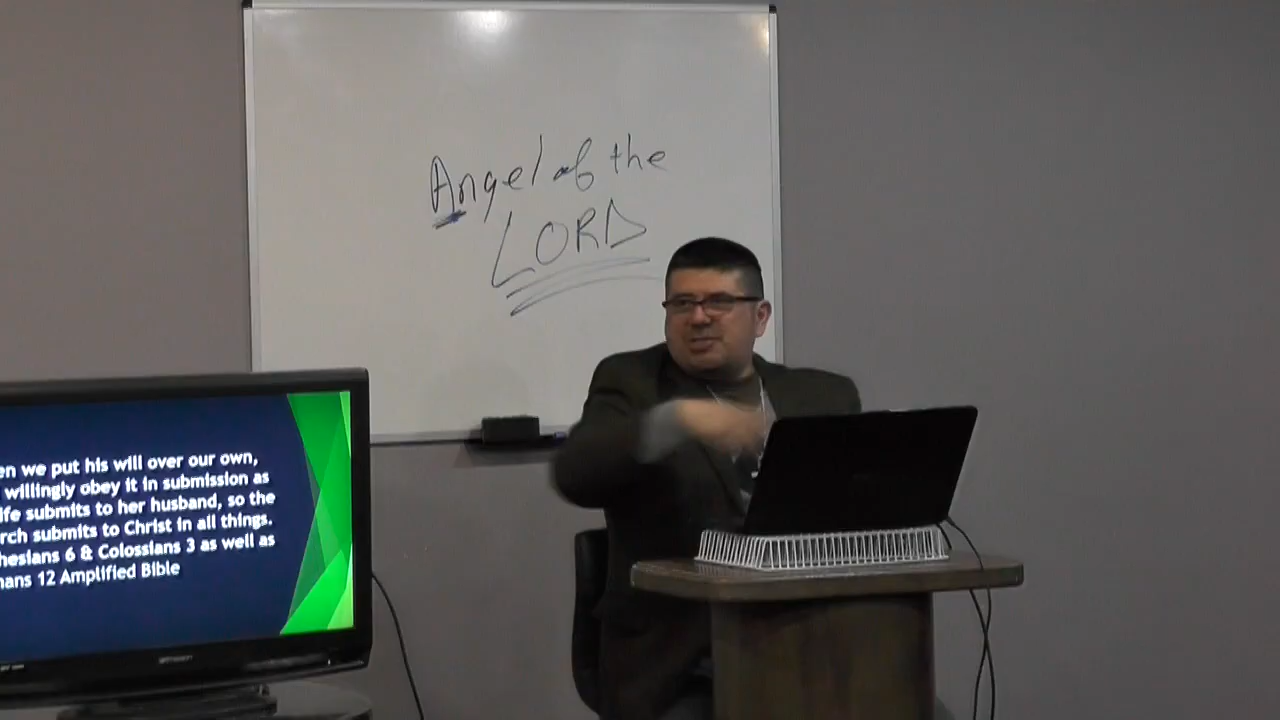 Angel of the
LORD
en we put his will over our own,
willingly obey it in submission as
ife submits to her husband, so the
rch submits to Christ in all things.
hesians 6 & Colossians 3 as well as
mans 12 Amplified Bible